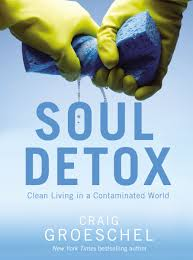 SOUL
DETOX
Clean Living in a Contaminated World
CRAIG
GROESCHEL
New York Times bestselling author